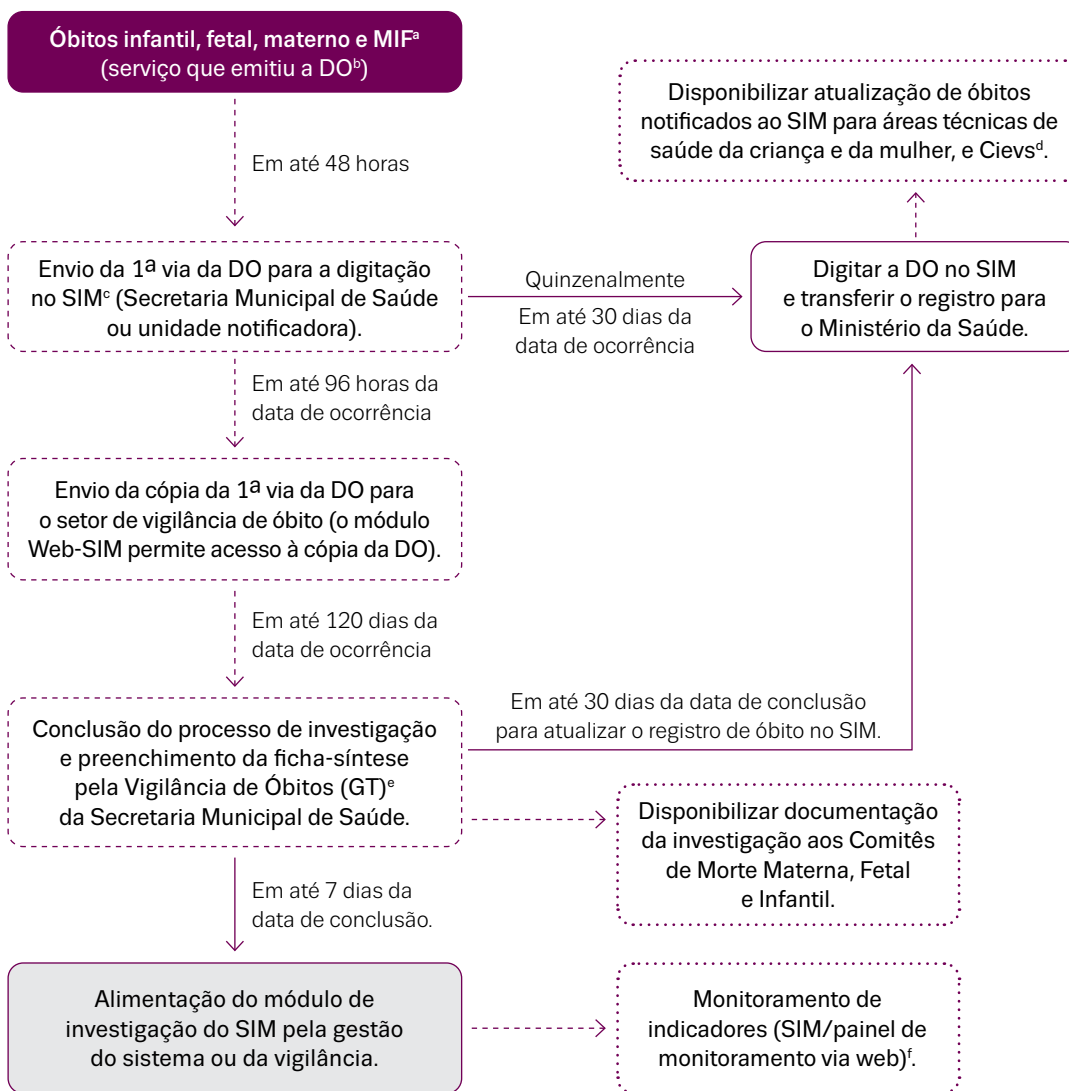 Óbitos infantil, fetal, materno e MIFᵃ
(serviço que emitiu a DOᵇ)
Em até 48 horas
Disponibilizar atualização de óbitos
notificados ao SIM para áreas técnicas de
saúde da criança e da mulher, e Cievsᵈ.
Envio da 1ª via da DO para a digitação
no SIMᶜ (Secretaria Municipal de Saúde
ou unidade notificadora).
Quinzenalmente
Em até 30 dias da
data de ocorrência
Digitar a DO no SIM
e transferir o registro para
o Ministério da Saúde.
Em até 96 horas da
data de ocorrência
Envio da cópia da 1ª via da DO para
o setor de vigilância de óbito (o módulo
Web-SIM permite acesso à cópia da DO).
Em até 120 dias da
data de ocorrência
Conclusão do processo de investigação
e preenchimento da ficha-síntese
pela Vigilância de Óbitos (GT)ᵉ
da Secretaria Municipal de Saúde.
Em até 30 dias da data de conclusão
para atualizar o registro de óbito no SIM.
Disponibilizar documentação
da investigação aos Comitês
de Morte Materna, Fetal
e Infantil.
Em até 7 dias da
data de conclusão.
Alimentação do módulo de
investigação do SIM pela gestão
do sistema ou da vigilância.
Monitoramento de
indicadores (SIM/painel de
monitoramento via web)ᶠ.